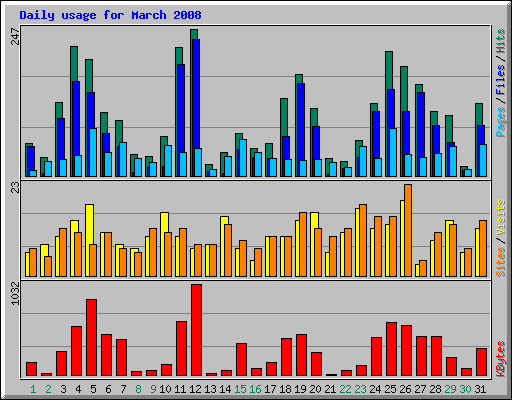 Daily usage for March 2008
247
Pages / Files / Hits
23
Sites / Visits
1032
KBytes
1 2 3 4 5 6 7 8 9 10 11 12 13 14 15 16 17 18 19 20 21 22 23 24 25 26 27 28 29 30 31